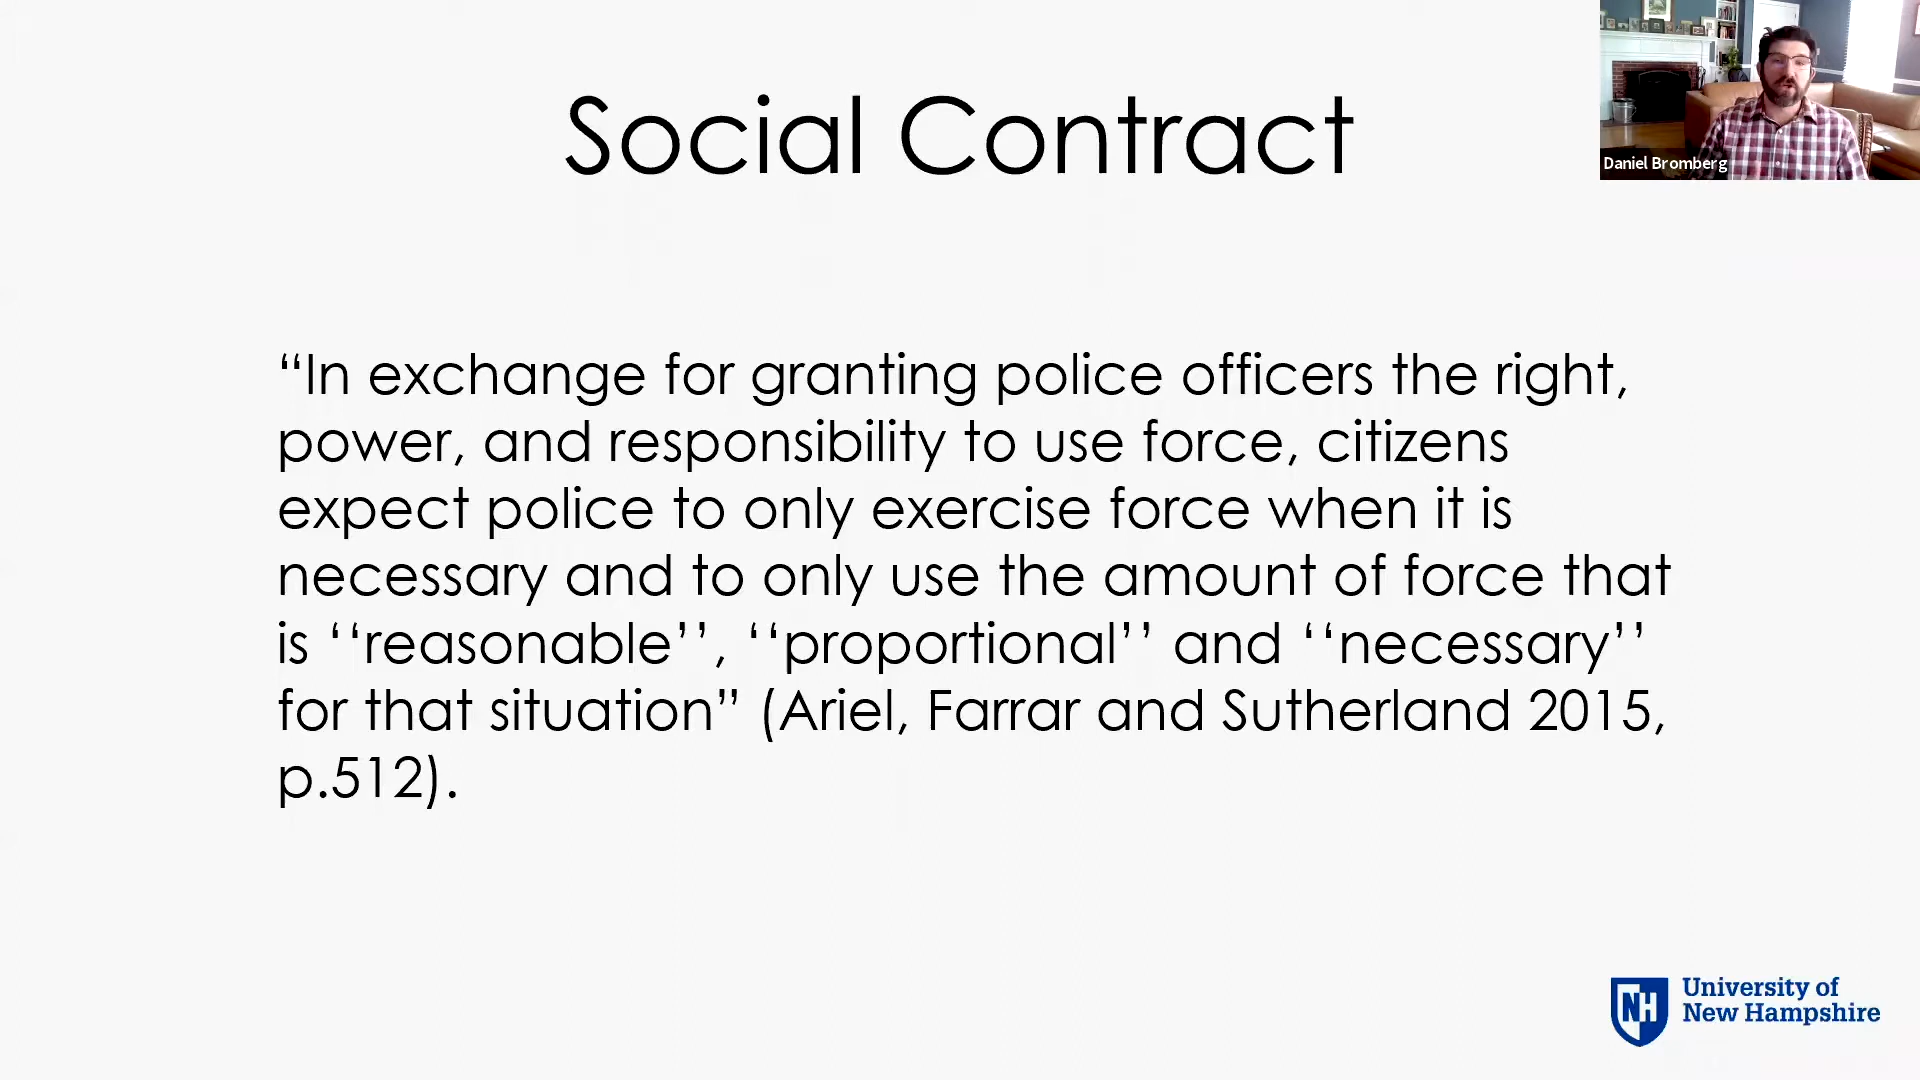 Social Contract
Daniel Bromberg
“In exchange for granting police officers the right,
power, and responsibility to use force, citizens
expect police to only exercise force when it is
necessary and to only use the amount of force that
is ‘‘reasonable’’, ‘‘proportional’’ and ‘‘necessary’’
for that situation” (Ariel, Farrar and Sutherland 2015,
p.512).
NH
University of
New Hampshire